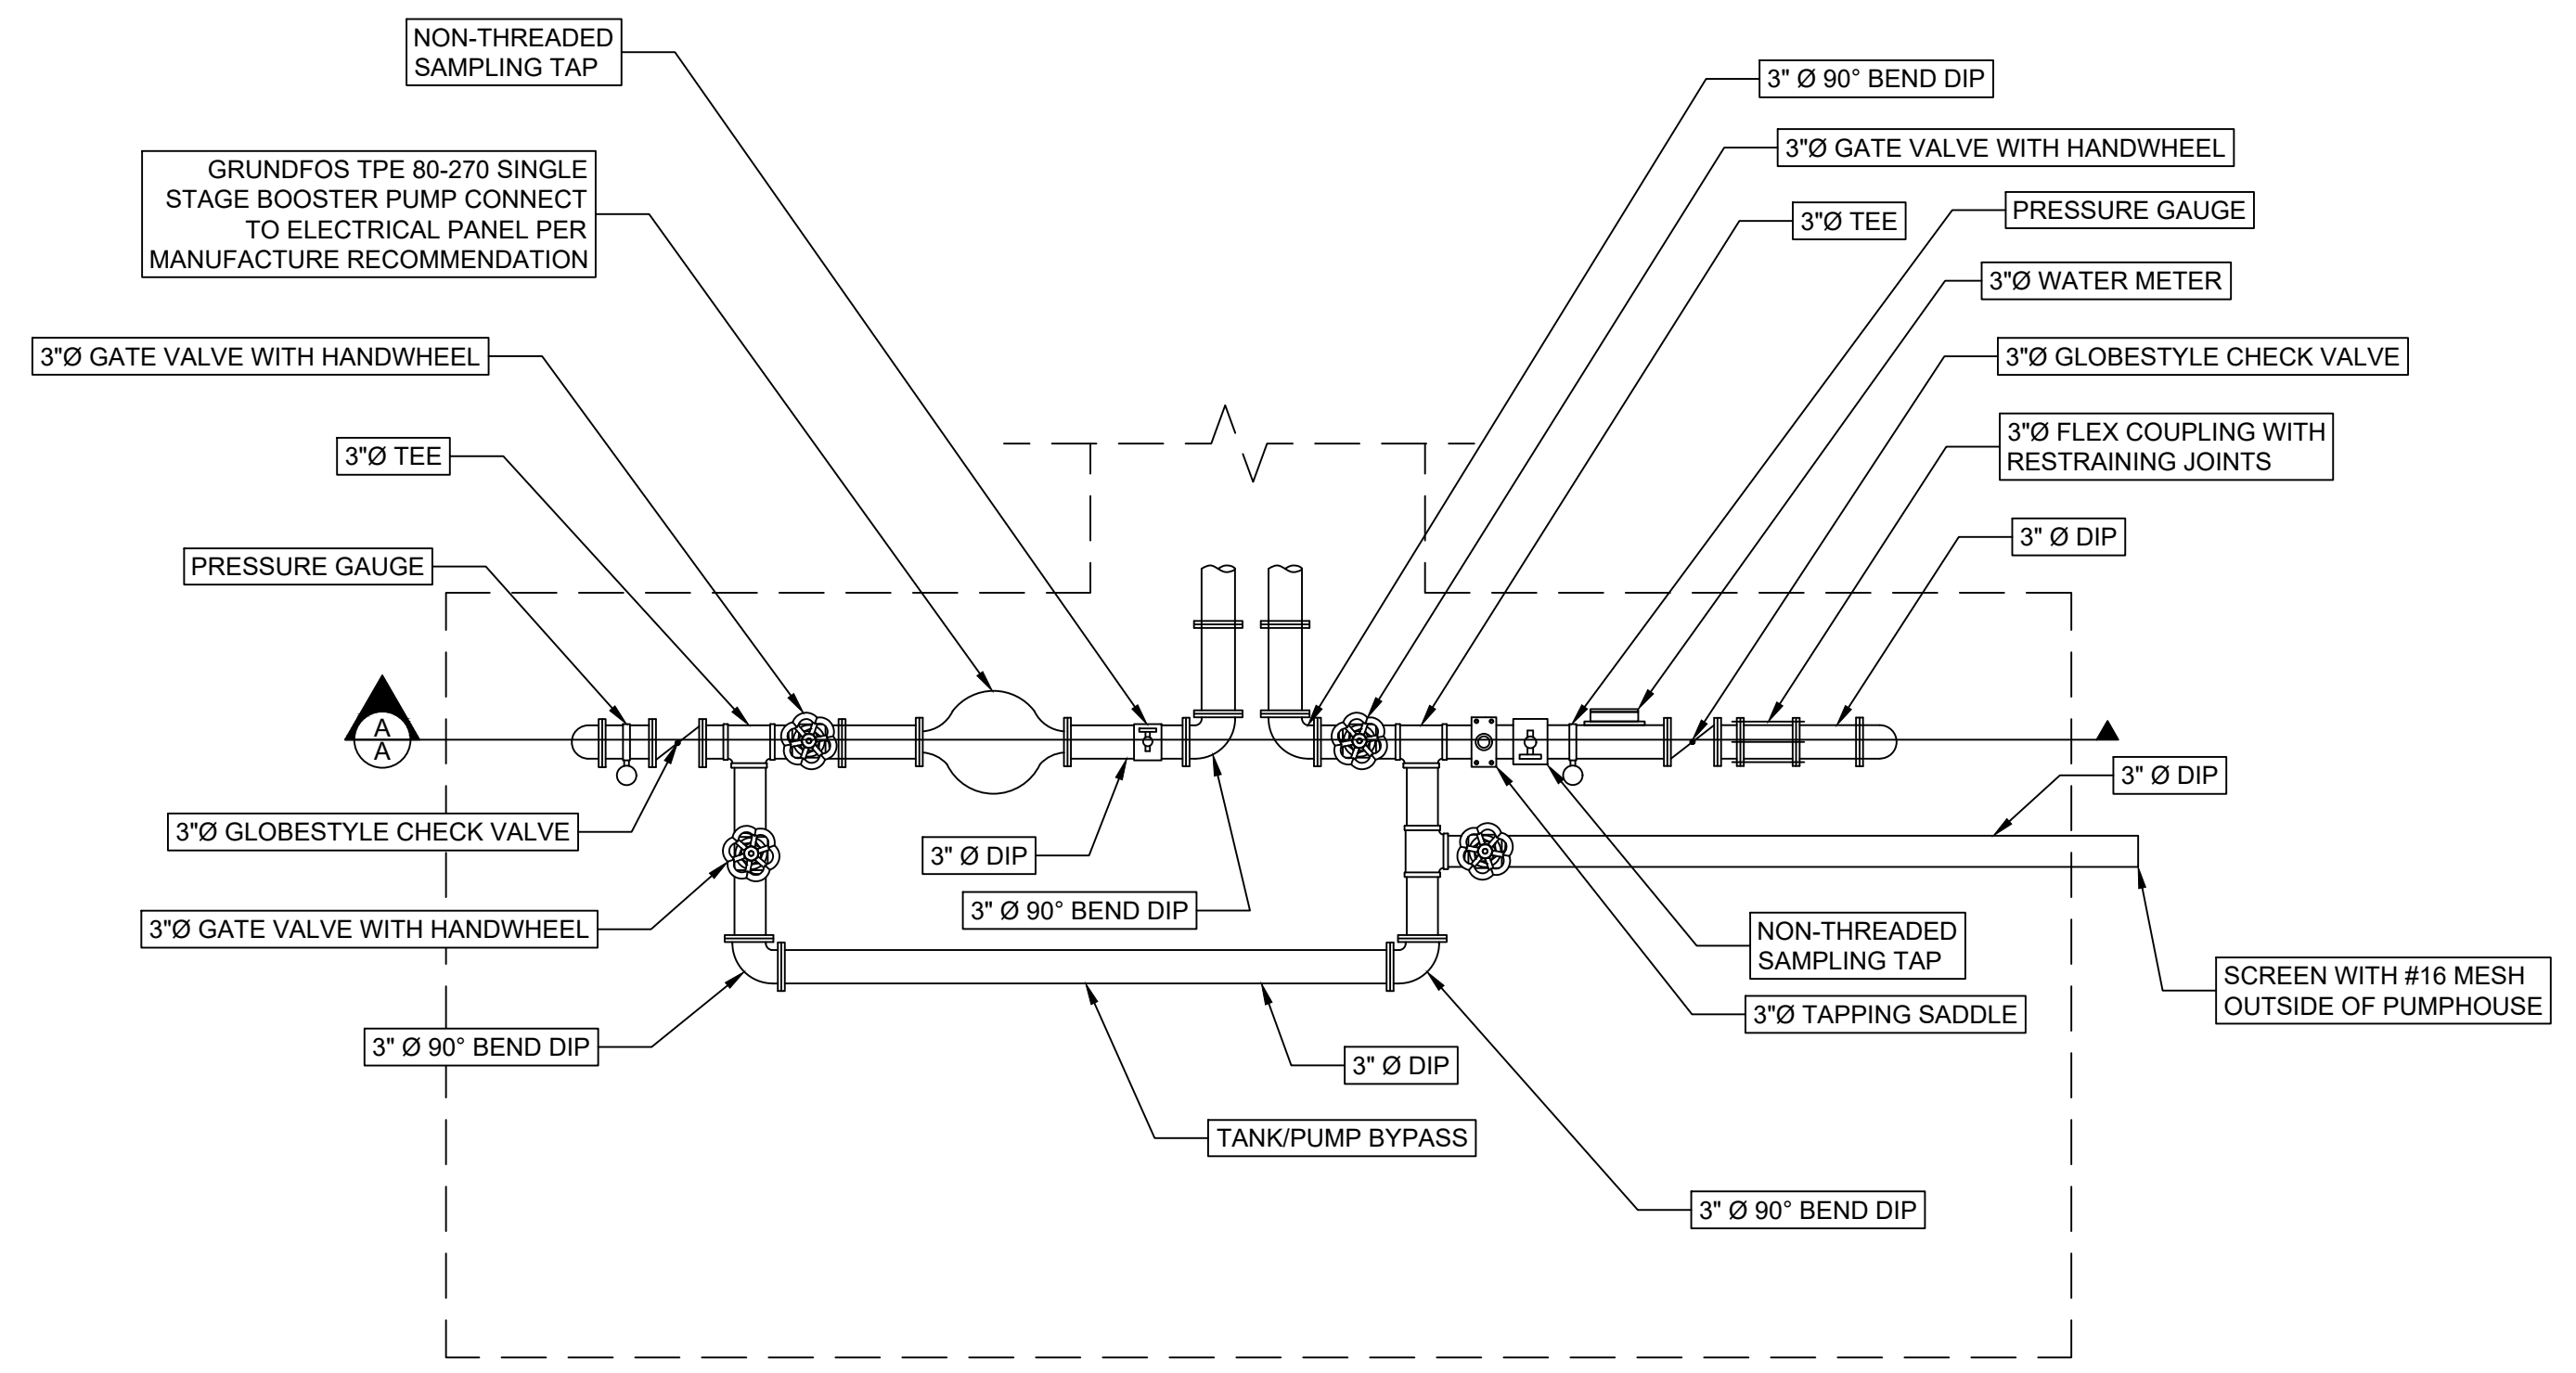 NON-THREADED
SAMPLING TAP
GRUNDFOS TPE 80-270 SINGLE
STAGE BOOSTER PUMP CONNECT
TO ELECTRICAL PANEL PER
MANUFACTURE RECOMMENDATION
3"Ø GATE VALVE WITH HANDWHEEL
3"Ø TEE
PRESSURE GAUGE
A
A
3"Ø GLOBESTYLE CHECK VALVE
3"Ø GATE VALVE WITH HANDWHEEL
3" Ø 90° BEND DIP
3" Ø DIP
3" Ø 90° BEND DIP
3" Ø 90° BEND DIP
3"Ø GATE VALVE WITH HANDWHEEL
3"Ø TEE
PRESSURE GAUGE
3"Ø WATER METER
3"Ø GLOBESTYLE CHECK VALVE
3"Ø FLEX COUPLING WITH
RESTRAINING JOINTS
3" Ø DIP
3" Ø DIP
NON-THREADED
SAMPLING TAP
3"Ø TAPPING SADDLE
SCREEN WITH #16 MESH
OUTSIDE OF PUMPHOUSE
3" Ø DIP
TANK/PUMP BYPASS
3" Ø 90° BEND DIP